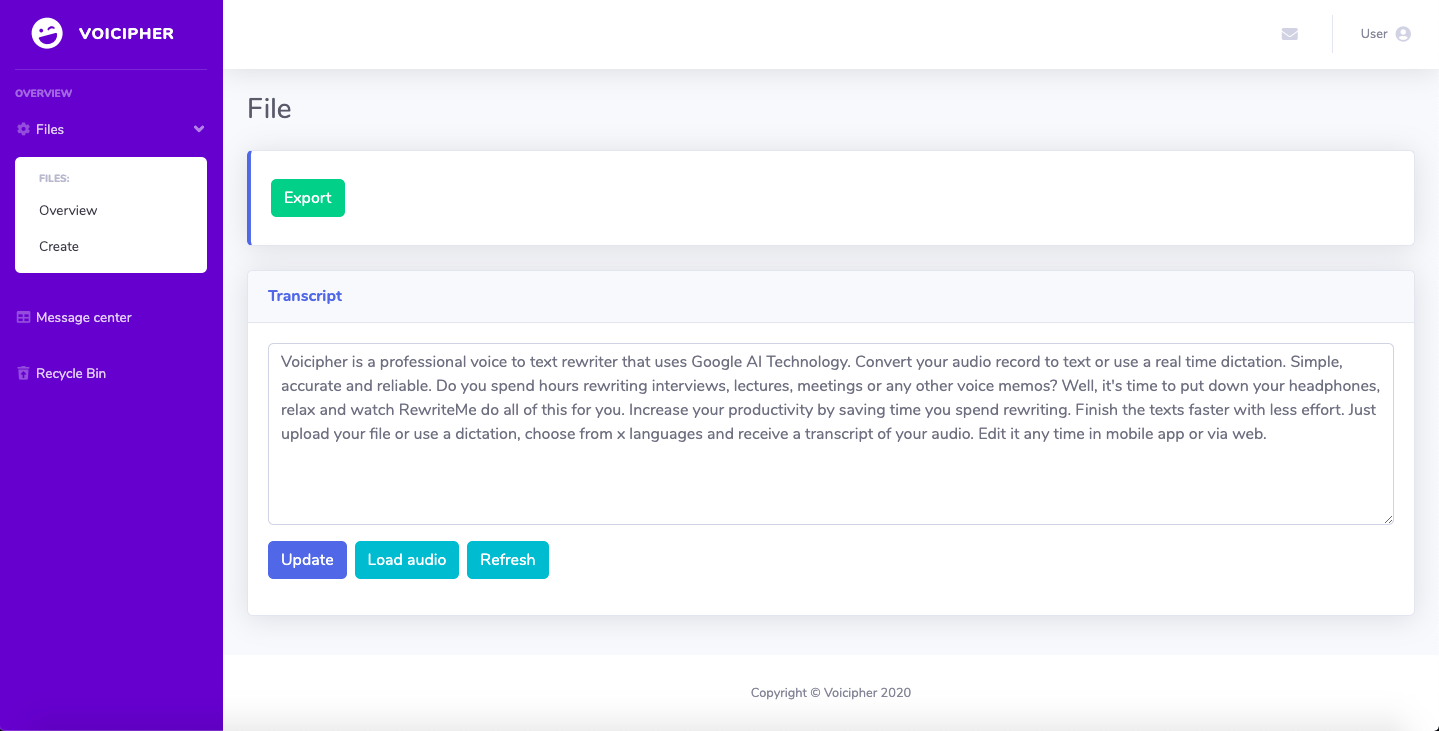 VOICIPHER
User
OVERVIEW
Files
FILES:
Overview
Create
Message center
Recycle Bin
File
Export
Transcript
Voicipher is a professional voice to text rewriter that uses Google AI Technology. Convert your audio record to text or use a real time dictation. Simple,
accurate and reliable. Do you spend hours rewriting interviews, lectures, meetings or any other voice memos? Well, it's time to put down your headphones,
relax and watch RewriteMe do all of this for you. Increase your productivity by saving time you spend rewriting. Finish the texts faster with less effort. Just
upload your file or use a dictation, choose from x languages and receive a transcript of your audio. Edit it any time in mobile app or via web.
Update
Load audio
Refresh
Copyright © Voicipher 2020